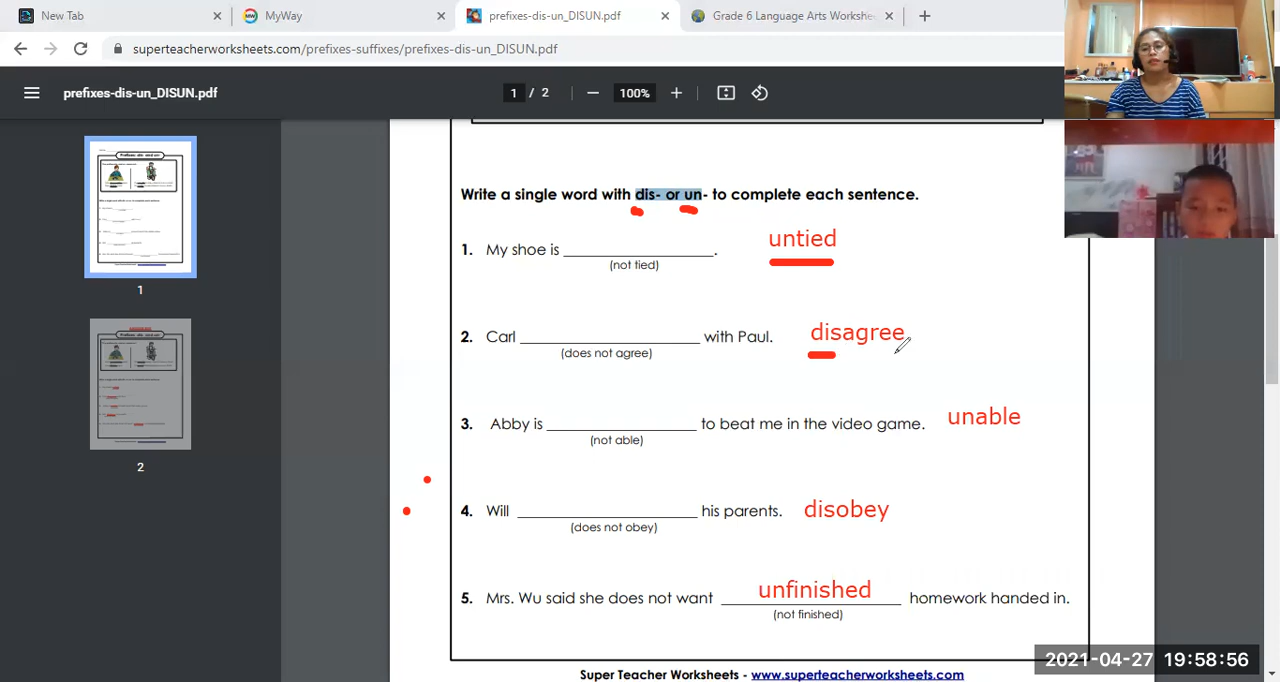 New Tab
MyWay
prefixes-dis-un_DISUN.pdf
Grade 6 Language Arts Workshe
superteacherworksheets.com/prefixes-suffixes/prefixes-dis-un_DISUN.pdf
prefixes-dis-un_DISUN.pdf
1 / 2
100%
Write a single word with dis- or un- to complete each sentence.
1. My shoe is ____________. untied
(not tied)
2. Carl ____________ with Paul. disagree
(does not agree)
3. Abby is ____________ to beat me in the video game. unable
(not able)
4. Will ____________ his parents. disobey
(does not obey)
5. Mrs. Wu said she does not want unfinished homework handed in.
(not finished)
Super Teacher Worksheets - www.superteacherworksheets.com
1
2
2021-04-27 19:58:56